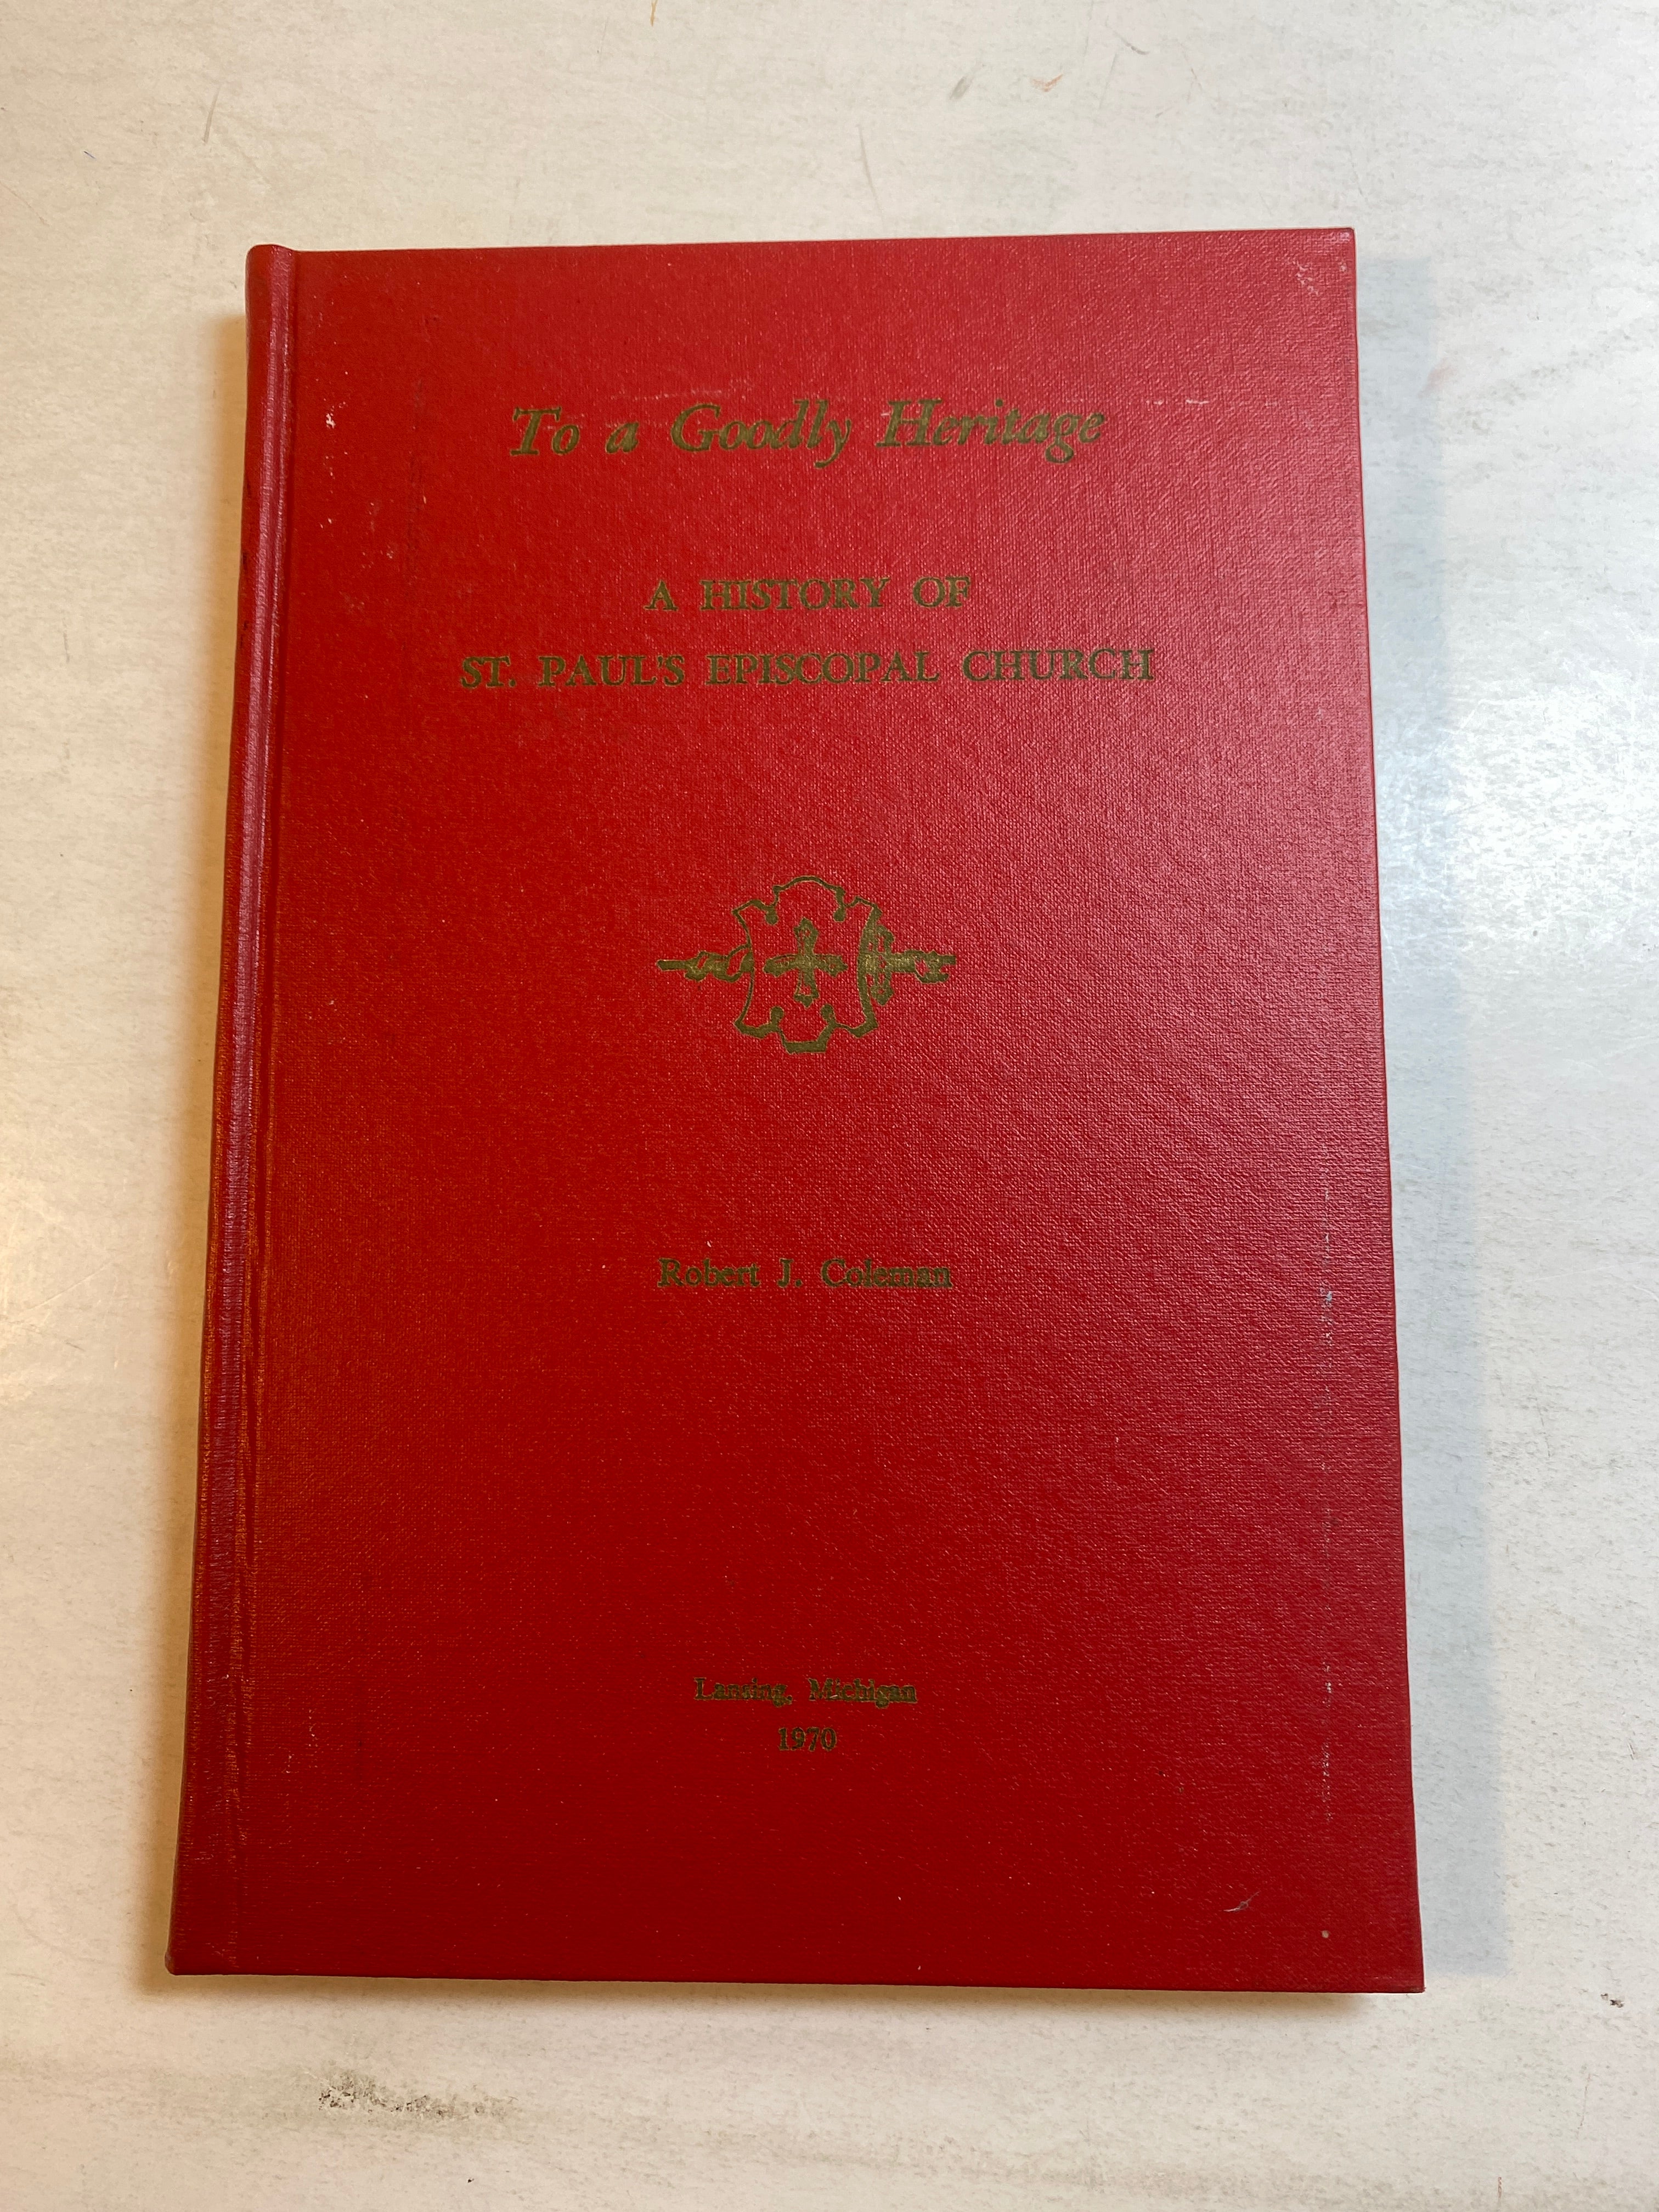 To a Goodly Heritage
A HISTORY OF
ST. PAUL'S EPISCOPAL CHURCH
Robert J. Coleman
Lansing, Michigan
1970